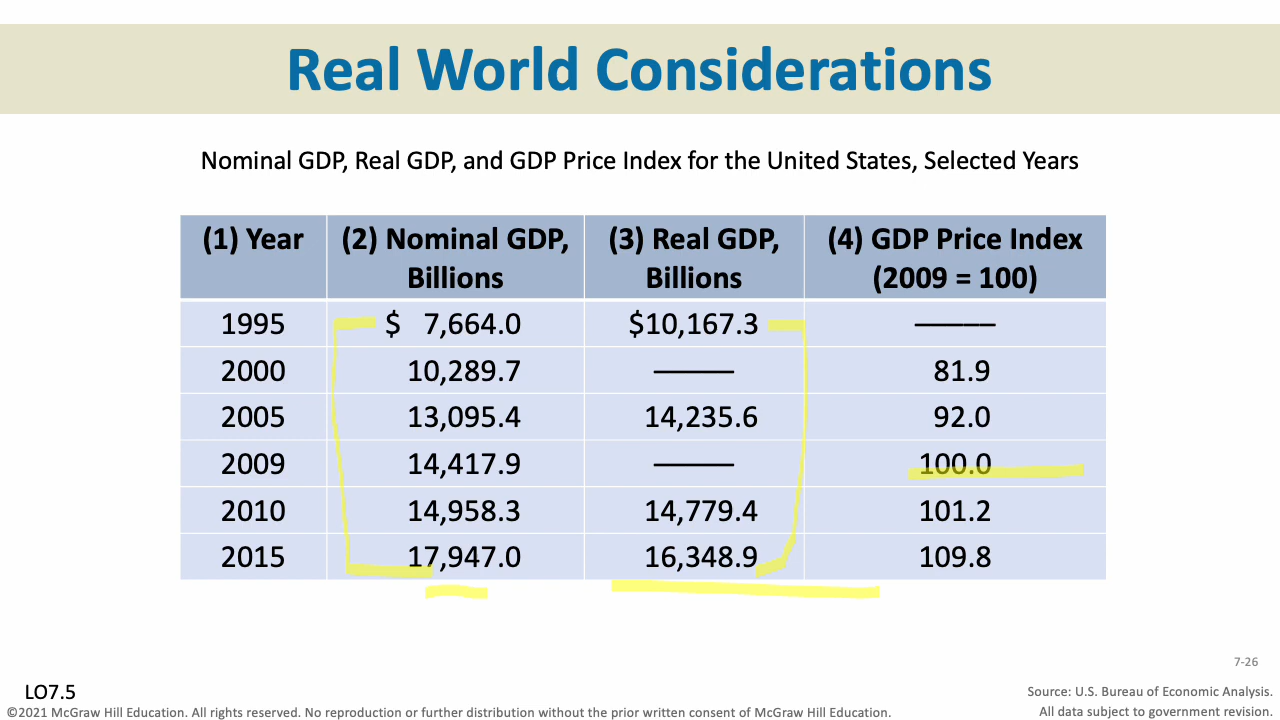 Real World Considerations
Nominal GDP, Real GDP, and GDP Price Index for the United States, Selected Years
(1) Year (2) Nominal GDP, Billions (3) Real GDP, Billions (4) GDP Price Index (2009 = 100)
1995 $ 7,664.0 $10,167.3 ———
2000 10,289.7 ——— 81.9
2005 13,095.4 14,235.6 92.0
2009 14,417.9 ——— 100.0
2010 14,958.3 14,779.4 101.2
2015 17,947.0 16,348.9 109.8
7-26
LO7.5
Source: U.S. Bureau of Economic Analysis.
©2021 McGraw Hill Education. All rights reserved. No reproduction or further distribution without the prior written consent of McGraw Hill Education.
All data subject to government revision.